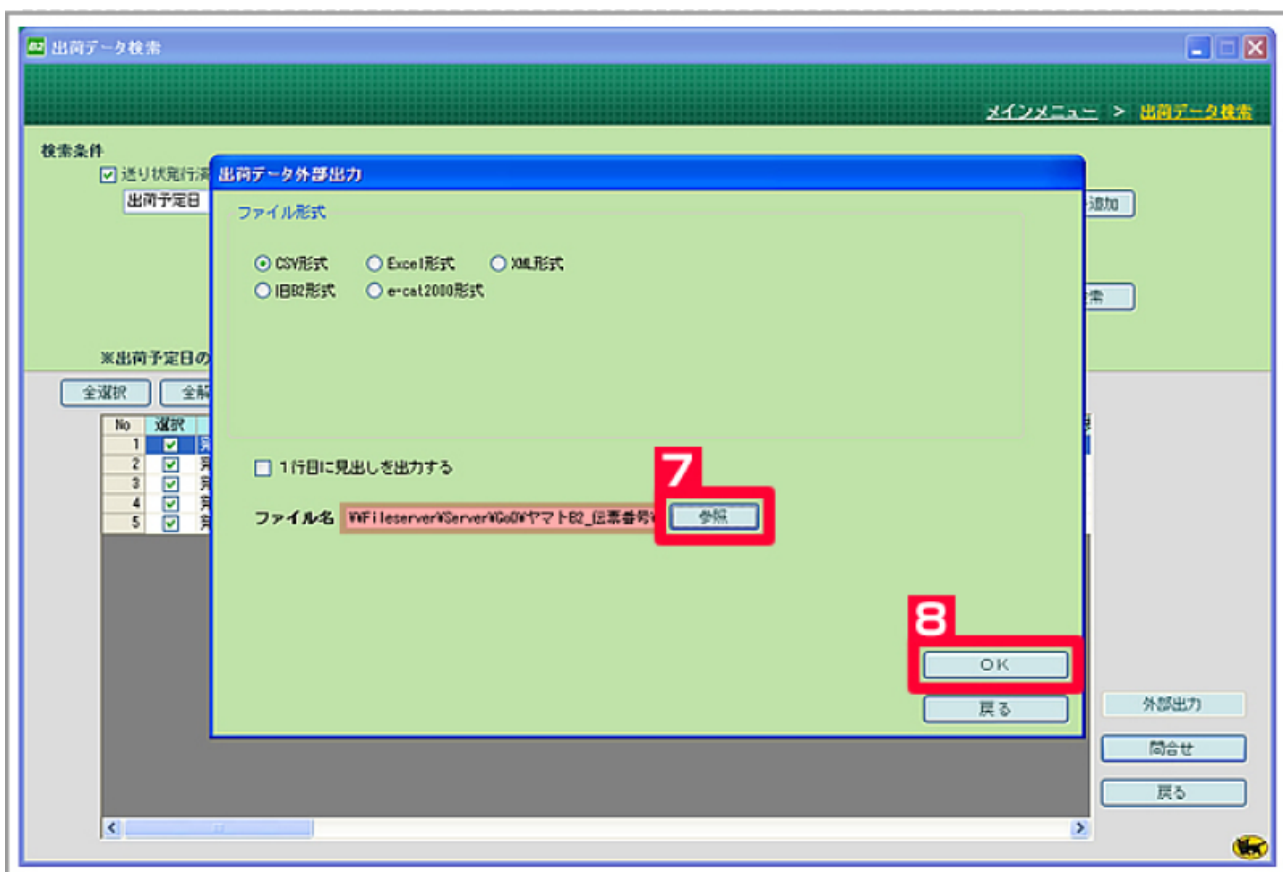 B2 出荷データ検索
メインメニュー > 出荷データ検索
検索条件
送り状発行済
出荷予定日
追加
索
※出荷予定日の
全選択 全解
No 選択
1
2
3
4
5
出荷データ外部出力
ファイル形式
CSV形式 Excel形式 XML形式
旧B2形式 e-cat2000形式
1行目に見出しを出力する
7
ファイル名 ¥¥Fileserver¥Server¥GoD¥ヤマトB2_伝票番号¥ 参照
8
OK
戻る
外部出力
問合せ
戻る